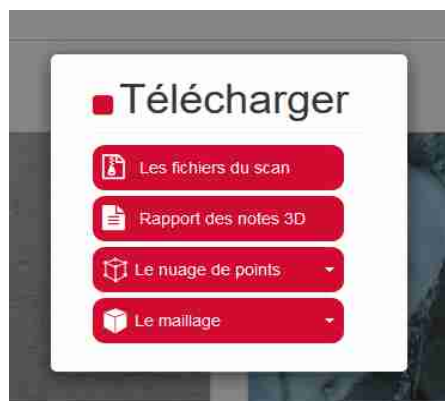 Télécharger
Les fichiers du scan
Rapport des notes 3D
Le nuage de points
Le maillage